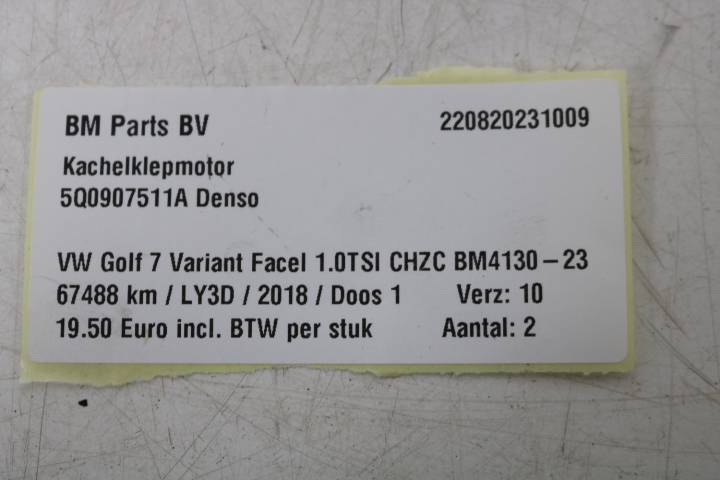 BM Parts BV 220820231009
Kachelklepmotor
5Q0907511A Denso
VW Golf 7 Variant Facel 1.0TSI CHZC BM4130-23
67488 km / LY3D / 2018 / Doos 1 Verz: 10
19.50 Euro incl. BTW per stuk Aantal: 2